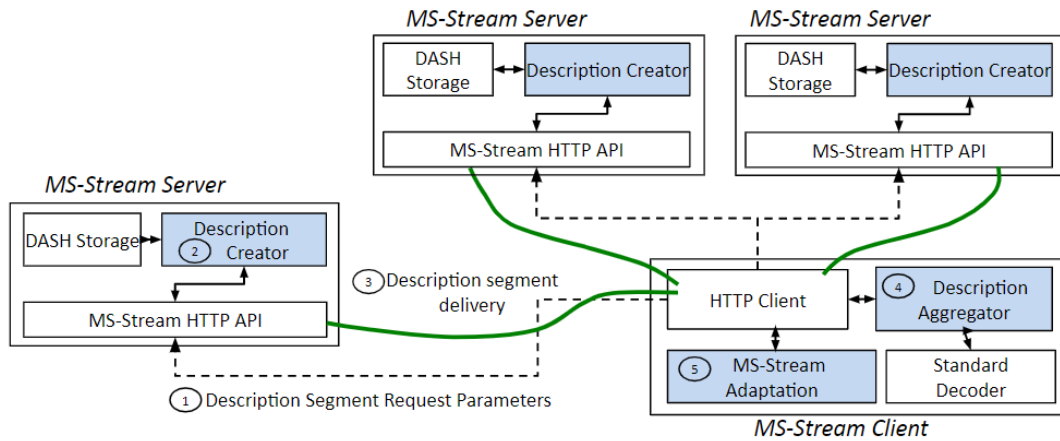 MS-Stream Server
MS-Stream Server
DASH
Storage
Description Creator
DASH
Storage
Description Creator
MS-Stream HTTP API
MS-Stream HTTP API
MS-Stream Server
DASH Storage
Description
2 Creator
MS-Stream HTTP API
3 Description segment
delivery
HTTP Client
4 Description
Aggregator
5 MS-Stream
Adaptation
Standard
Decoder
1 Description Segment Request Parameters
MS-Stream Client